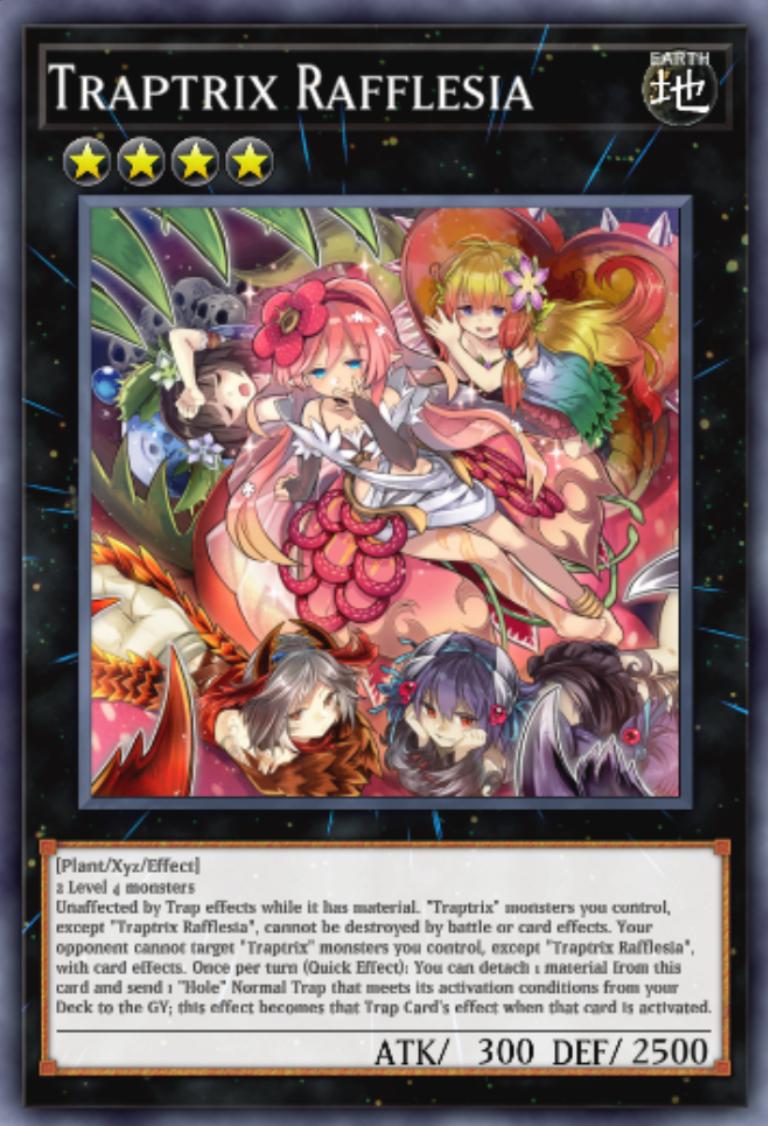 Traptrix Rafflesia
EARTH
地
[Plant/Xyz/Effect]
2 Level 4 monsters
Unaffected by Trap effects while it has material. "Traptrix" monsters you control,
except "Traptrix Rafflesia", cannot be destroyed by battle or card effects. Your
opponent cannot target "Traptrix" monsters you control, except "Traptrix Rafflesia",
with card effects. Once per turn (Quick Effect): You can detach 1 material from this
card and send 1 "Hole" Normal Trap that meets its activation conditions from your
Deck to the GY; this effect becomes that Trap Card's effect when that card is activated.
ATK/ 300 DEF/ 2500